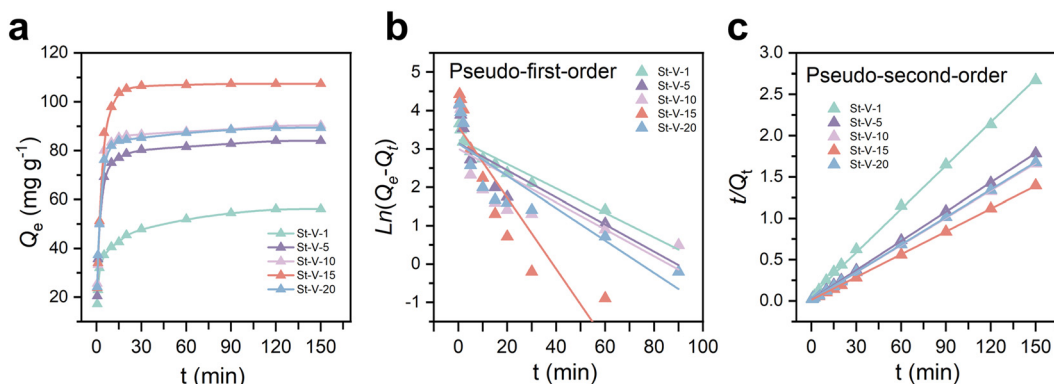 a
Qe (mg g-1)
120
100
80
60
40
20
0 30 60 90 120 150
t (min)
St-V-1
St-V-5
St-V-10
St-V-15
St-V-20
b
Ln(Qe-Qt)
Pseudo-first-order
5
4
3
2
1
0
-1
0 20 40 60 80 100
t (min)
St-V-1
St-V-5
St-V-10
St-V-15
St-V-20
c
t/Qt
Pseudo-second-order
3.0
2.5
2.0
1.5
1.0
0.5
0.0
0 30 60 90 120 150
t (min)
St-V-1
St-V-5
St-V-10
St-V-15
St-V-20